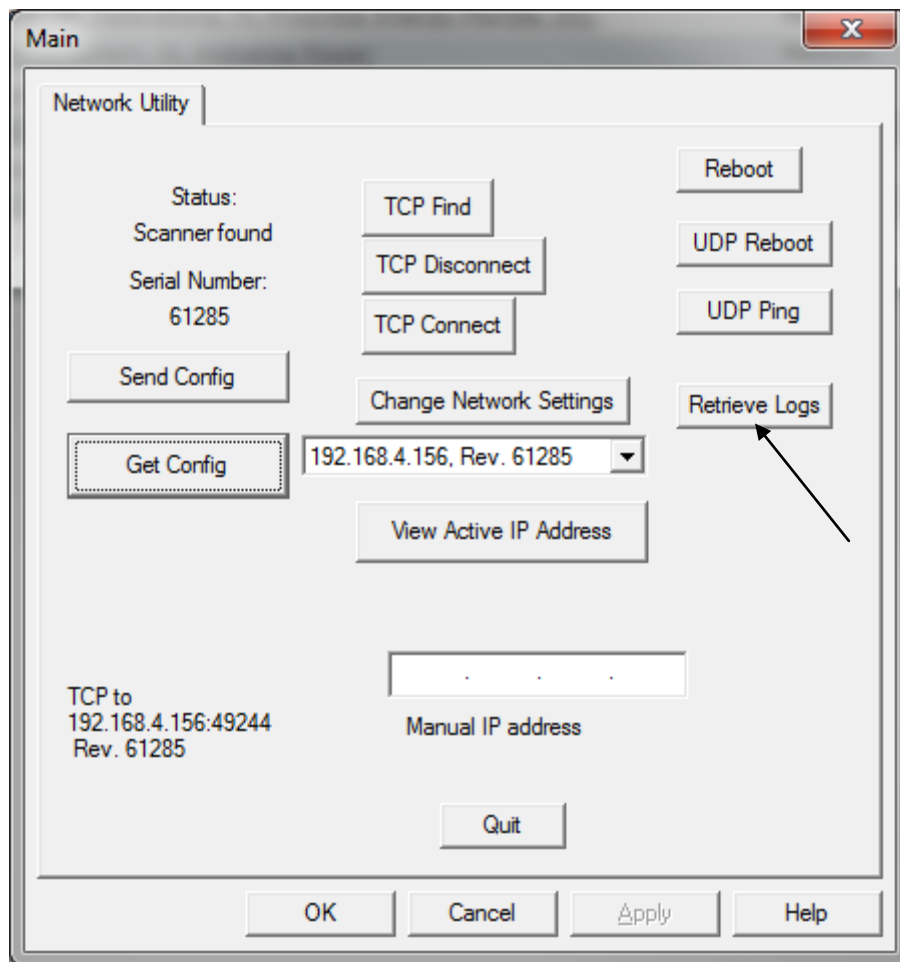 Main
Network Utility
Status:
Scanner found
Serial Number:
61285
TCP Find
TCP Disconnect
TCP Connect
Reboot
UDP Reboot
UDP Ping
Send Config
Change Network Settings
Retrieve Logs
Get Config
192.168.4.156, Rev. 61285
View Active IP Address
. . .
Manual IP address
TCP to
192.168.4.156:49244
Rev. 61285
Quit
OK
Cancel
Apply
Help